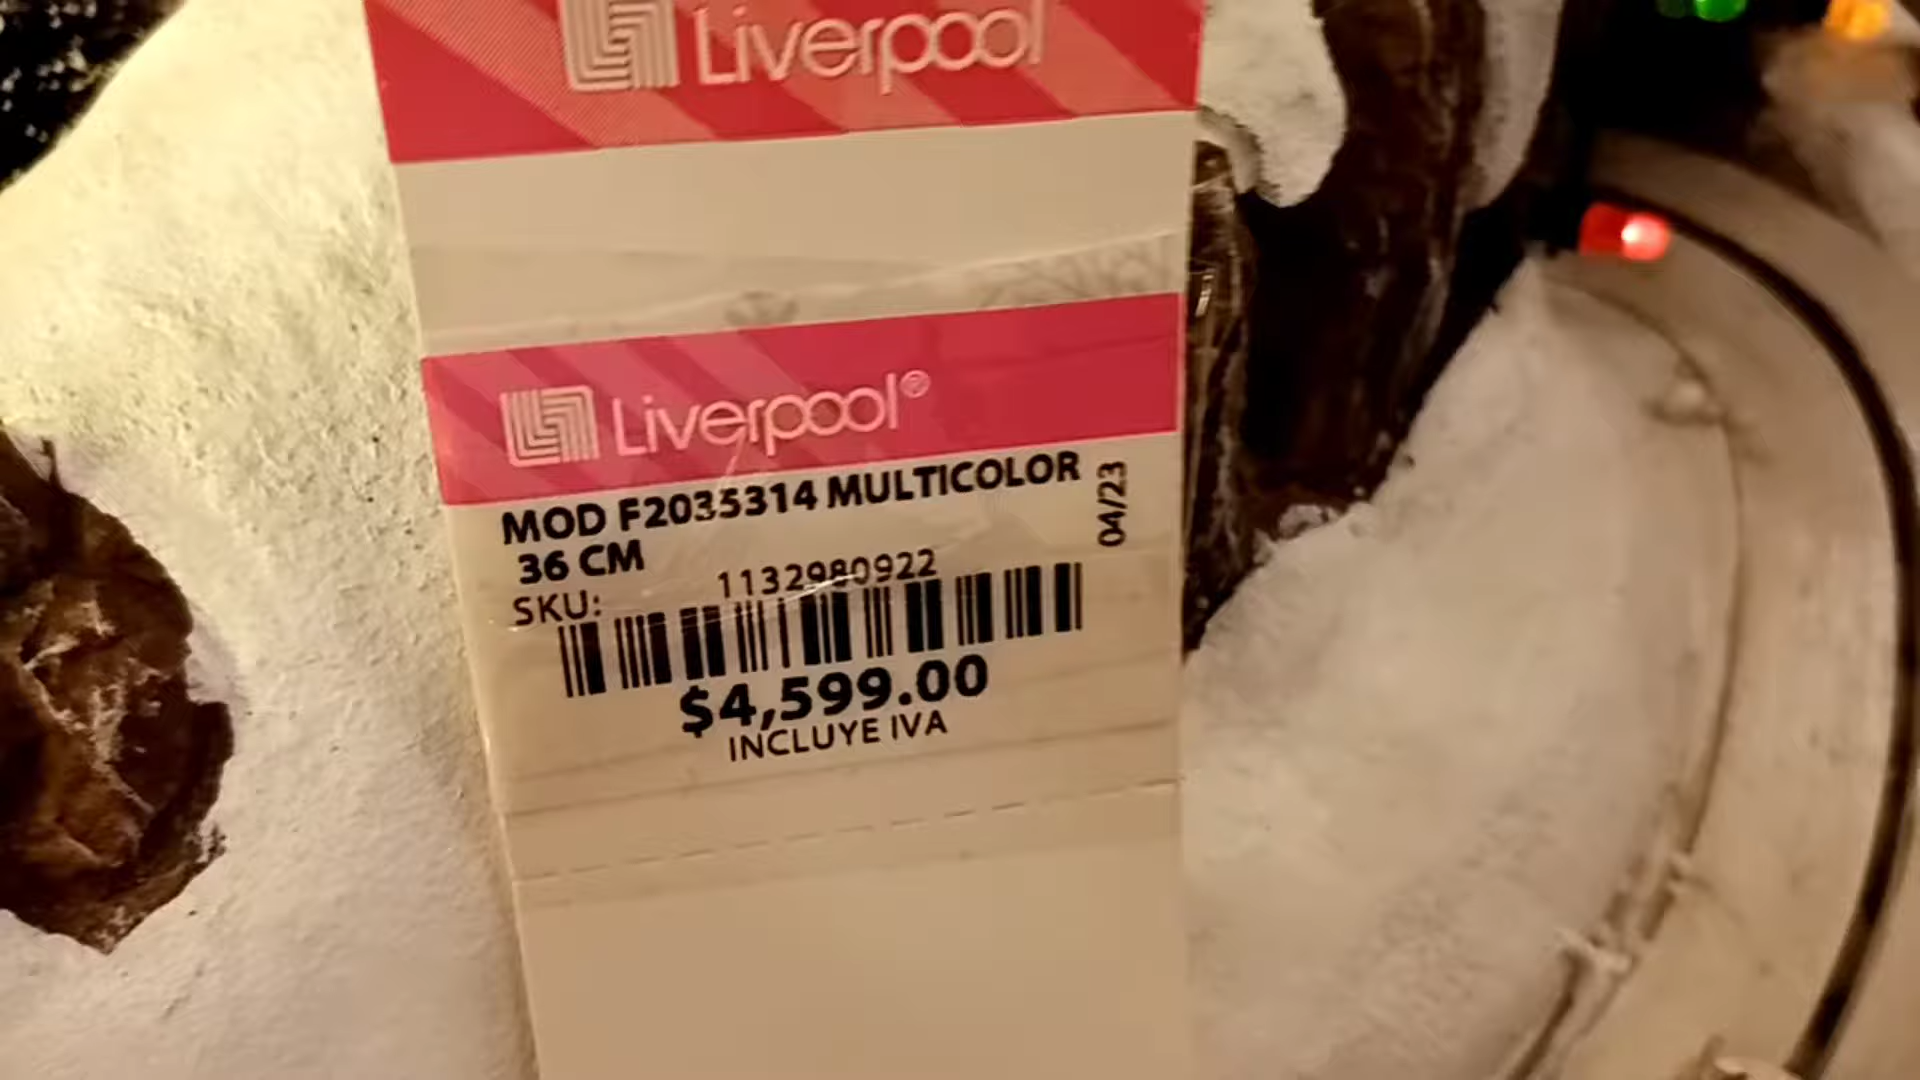 Liverpool
Liverpool®
MOD F2035314 MULTICOLOR
36 CM
04/23
SKU:
1132980922
$4,599.00
INCLUYE IVA